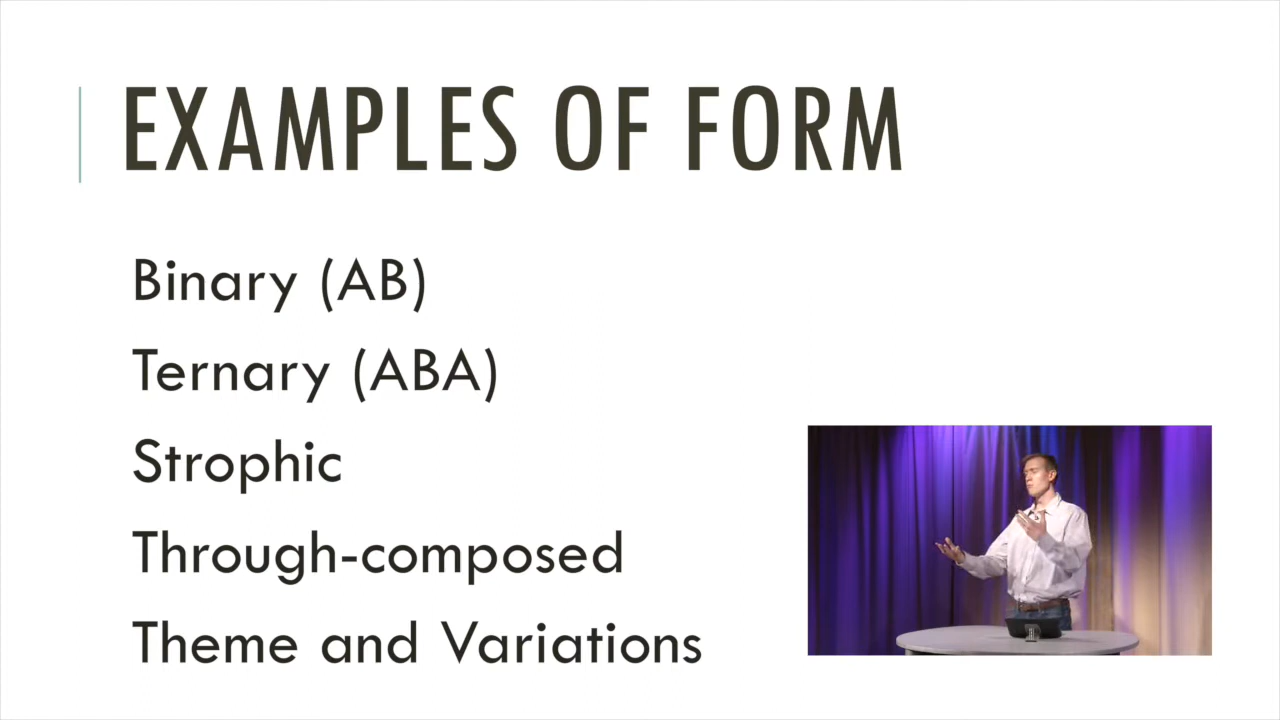 EXAMPLES OF FORM
Binary (AB)
Ternary (ABA)
Strophic
Through-composed
Theme and Variations